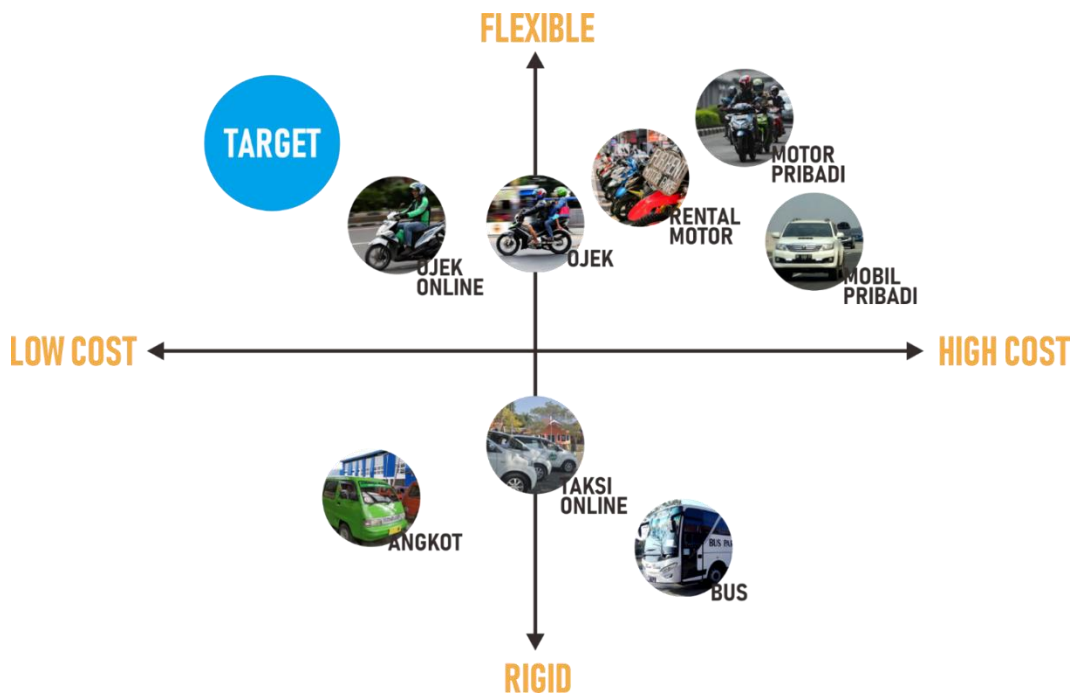 FLEXIBLE
TARGET
MOTOR
PRIBADI
RENTAL
MOTOR
OJEK
OJEK
ONLINE
MOBIL
PRIBADI
LOW COST
HIGH COST
TAKSI
ONLINE
ANGKOT
BUS
RIGID